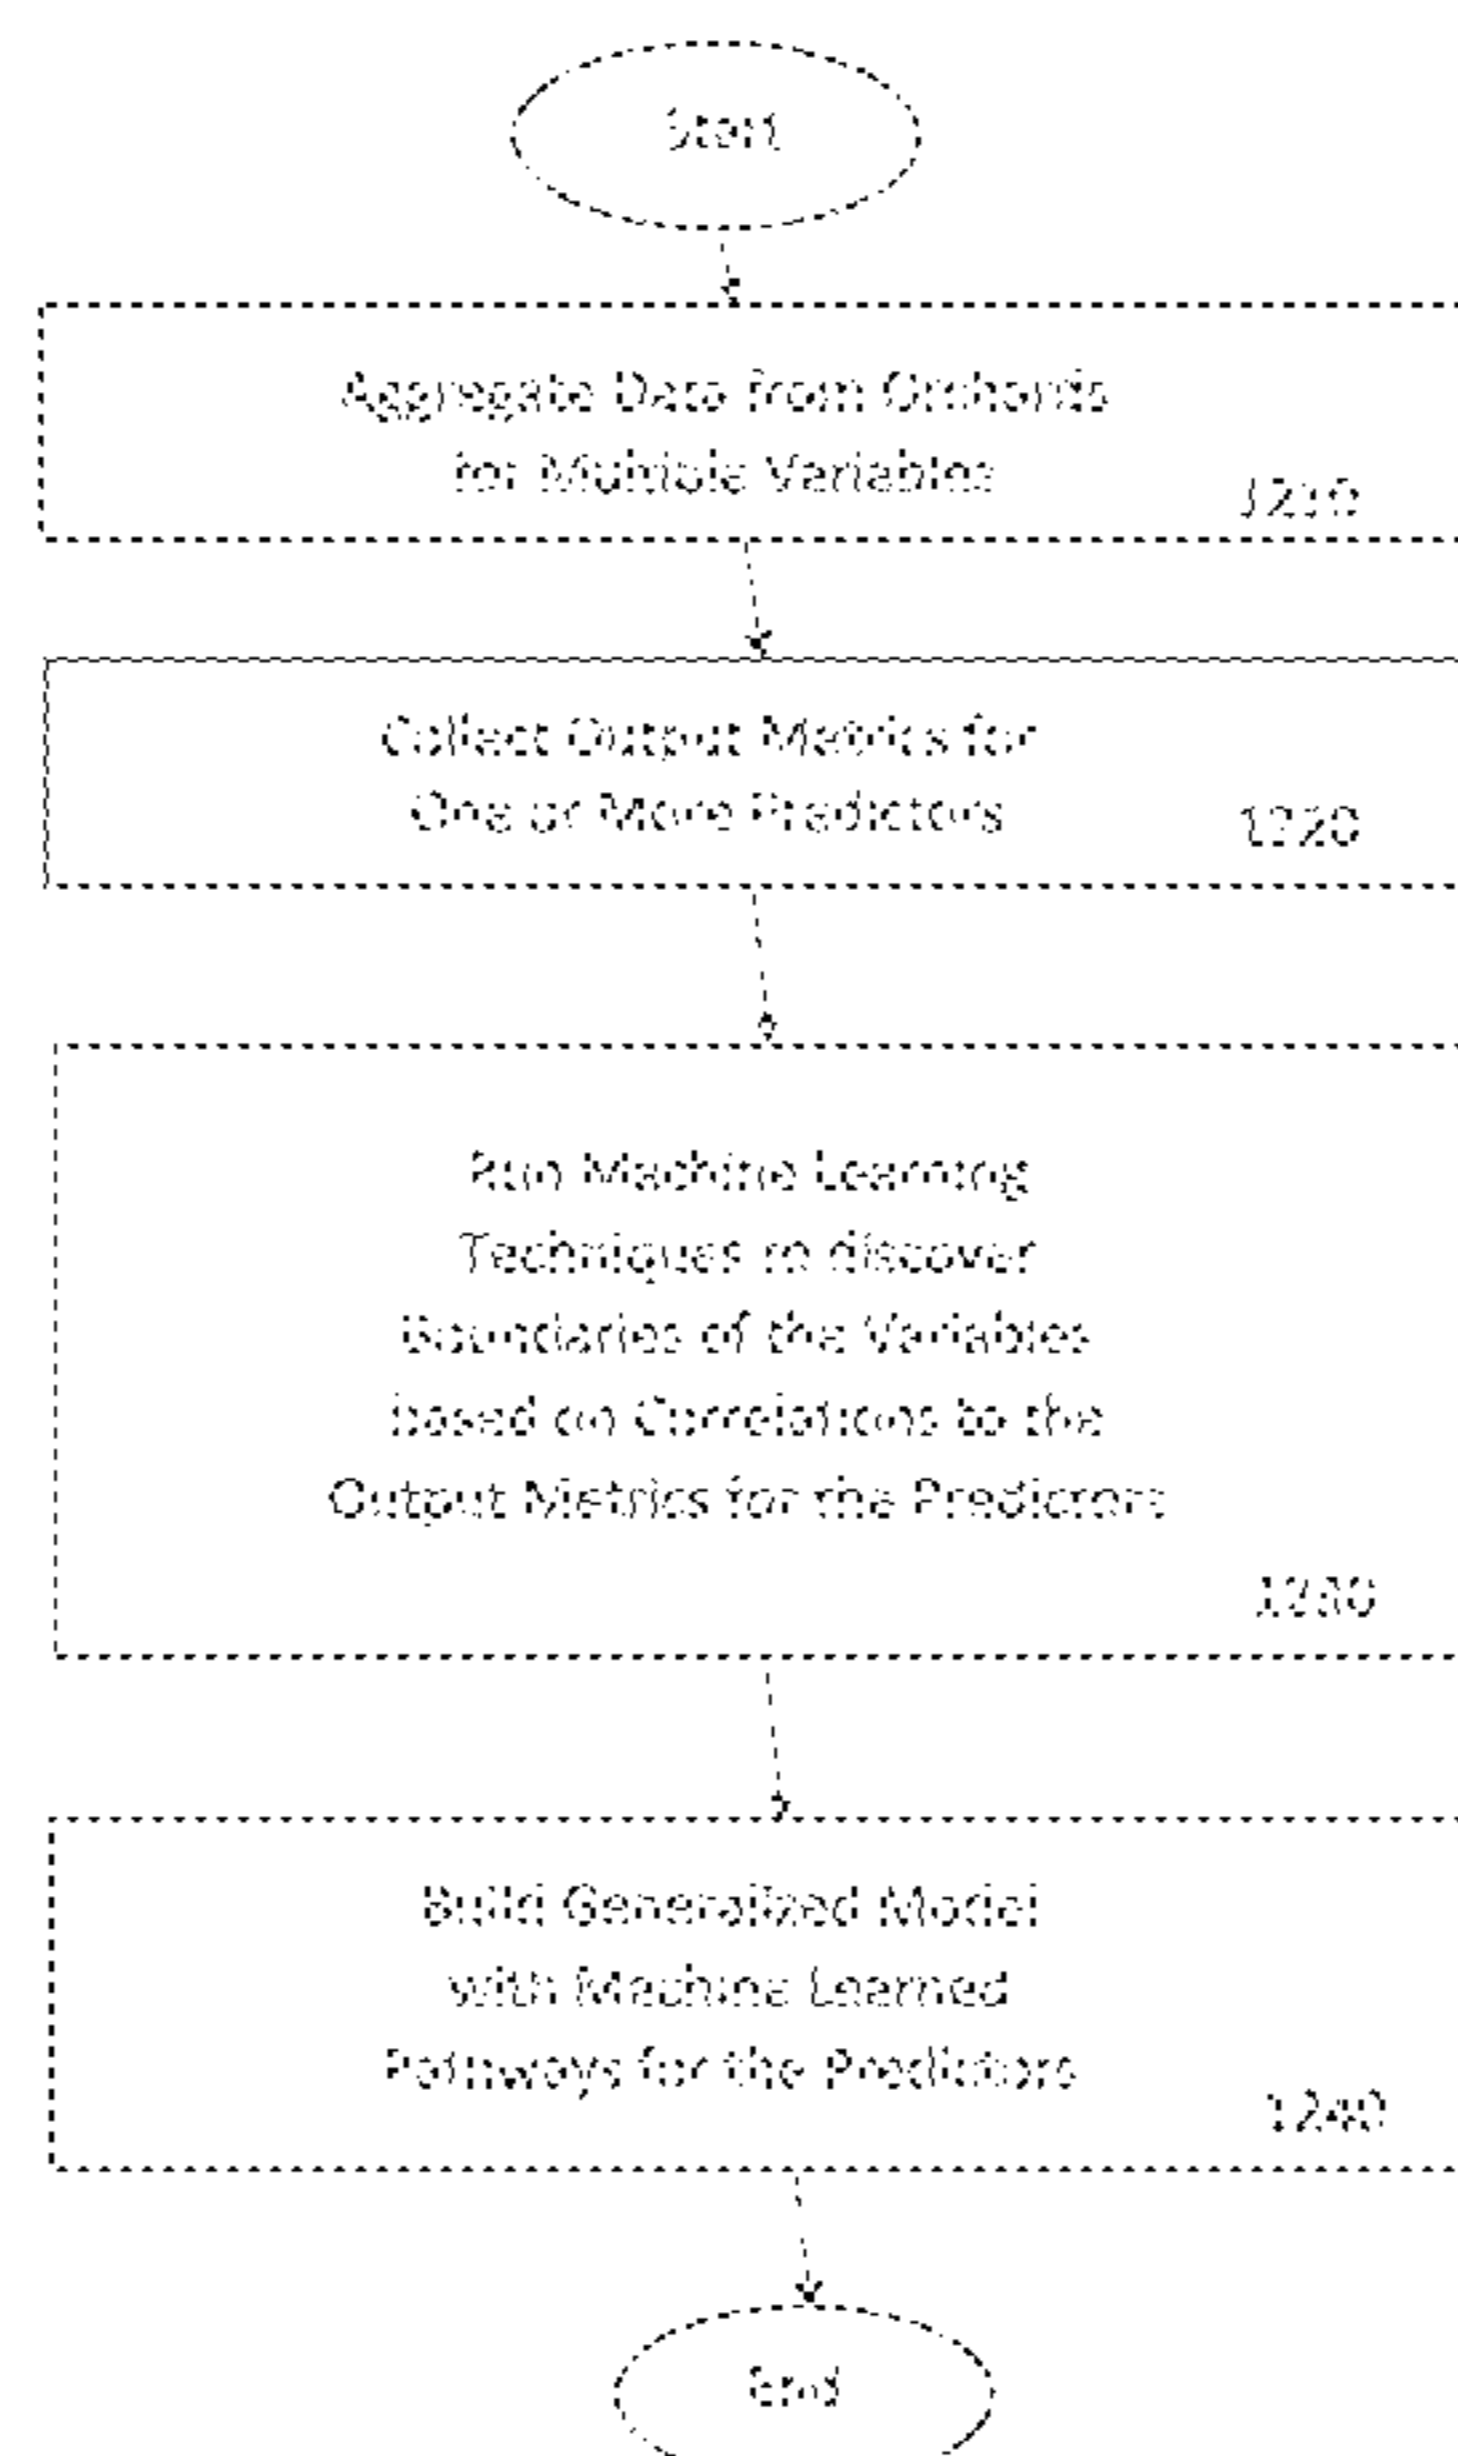 Start
Aggregate Data from Orchards
for Multiple Variables
1210
Collect Output Metrics for
One or More Predictors
1220
Run Machine Learning
Techniques to discover
Boundaries of the Variables
based on Correlations to the
Output Metrics for the Predictors
1230
Build Generalized Model
with Machine Learned
Pathways for the Predictors
1240
End